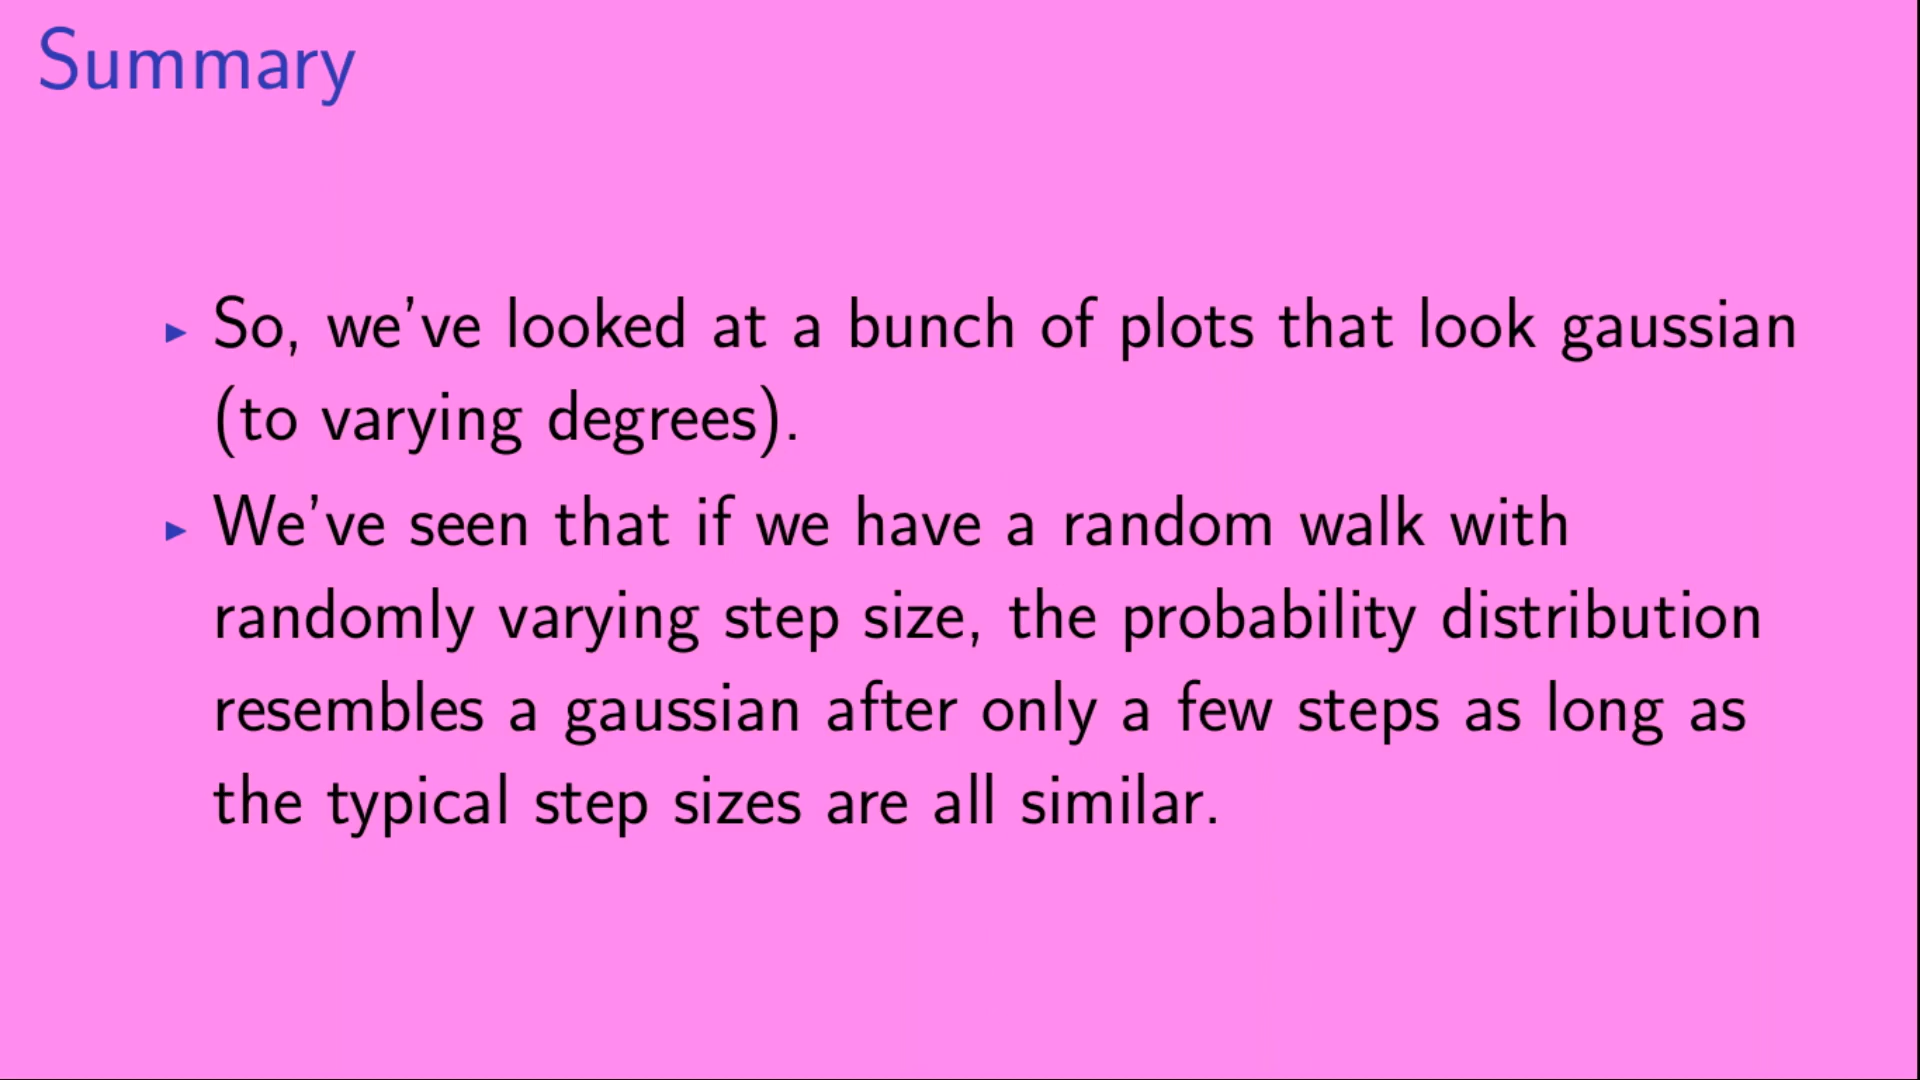 Summary
▸ So, we've looked at a bunch of plots that look gaussian
(to varying degrees).
▸ We've seen that if we have a random walk with
randomly varying step size, the probability distribution
resembles a gaussian after only a few steps as long as
the typical step sizes are all similar.